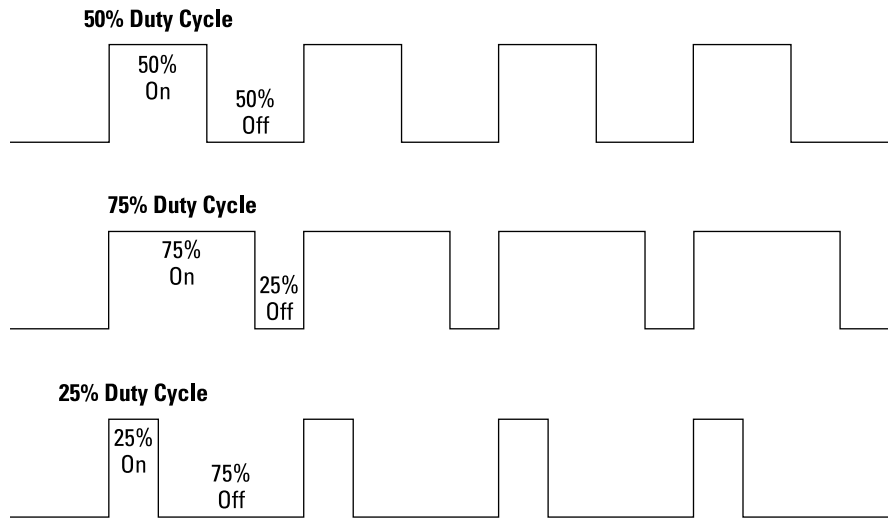 50% Duty Cycle
50%
On
50%
Off
75% Duty Cycle
75%
On
25%
Off
25% Duty Cycle
25%
On
75%
Off